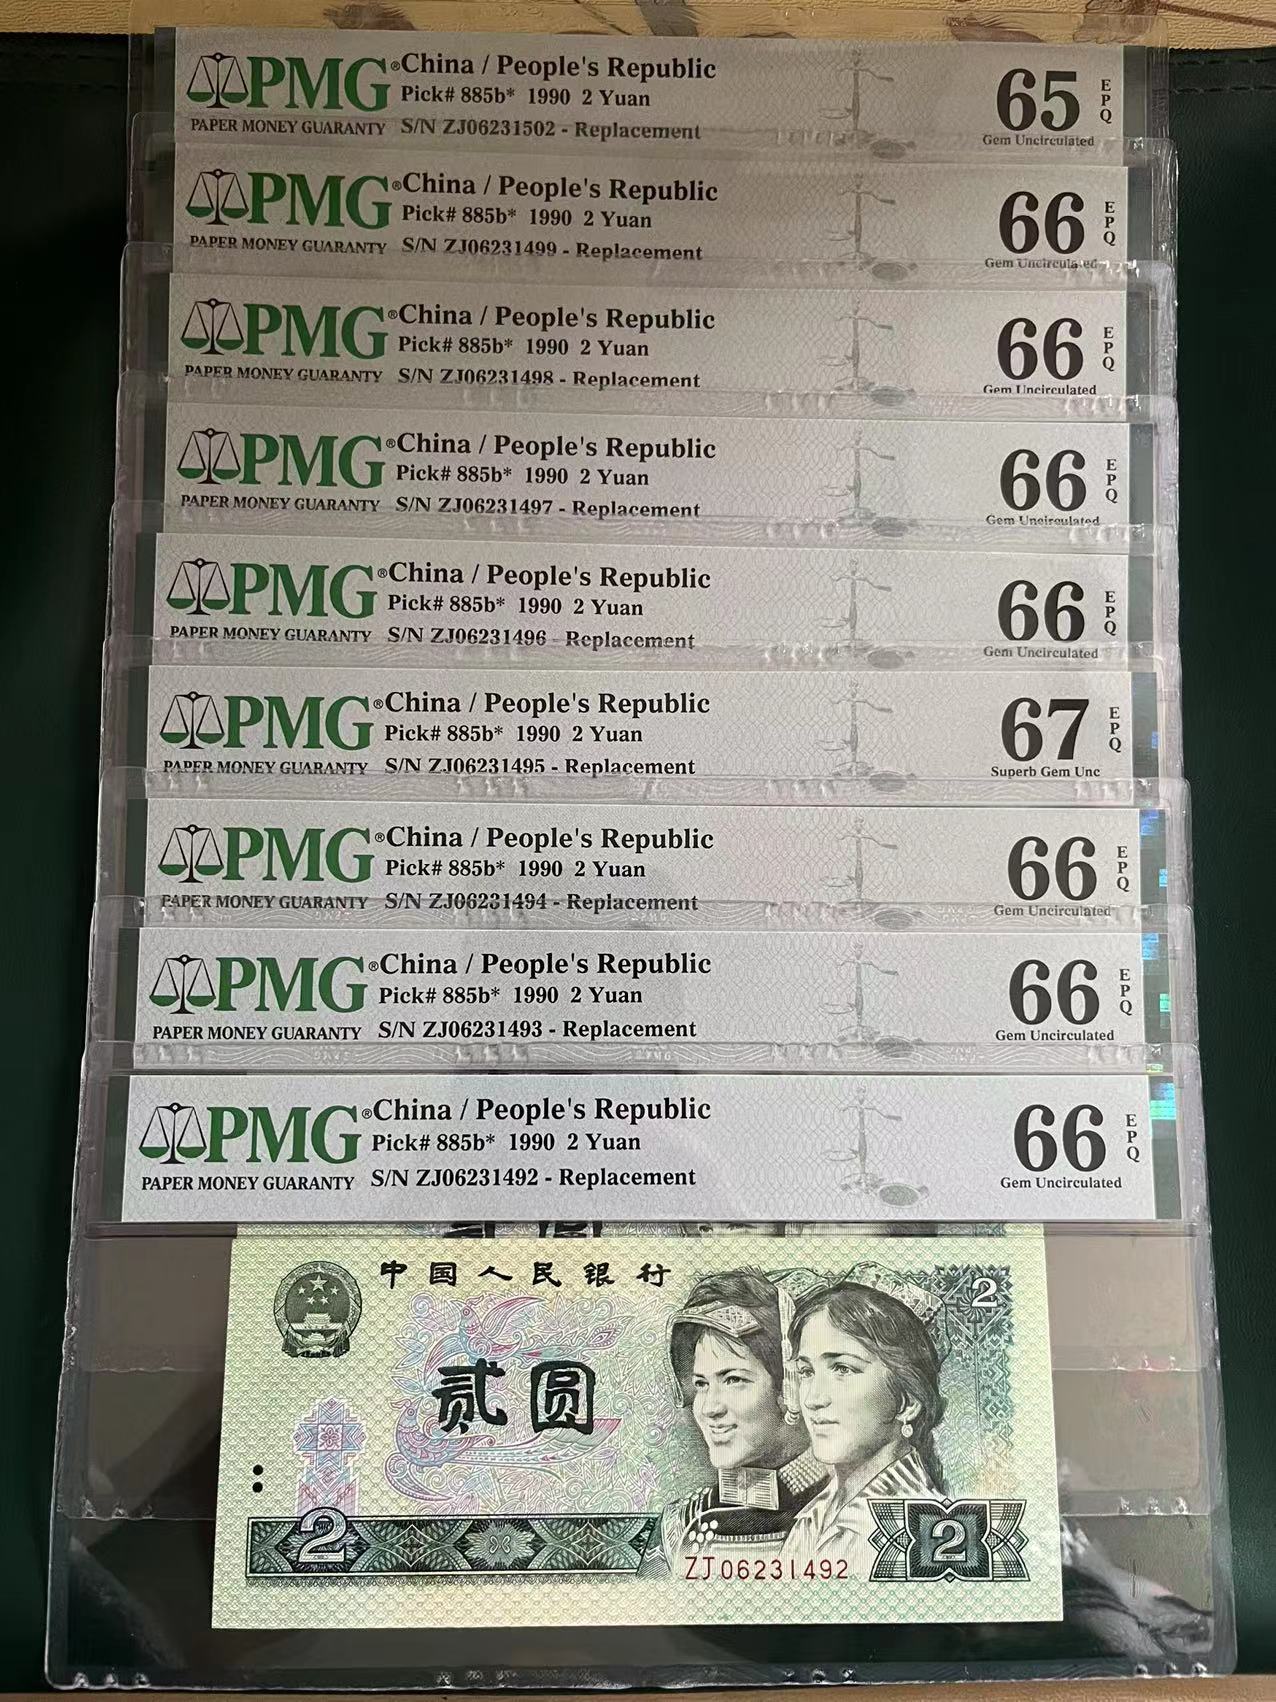 PMG® China / People's Republic
Pick# 885b* 1990 2 Yuan
PAPER MONEY GUARANTY S/N ZJ06231502 - Replacement
65 EPQ
Gem Uncirculated
PMG® China / People's Republic
Pick# 885b* 1990 2 Yuan
PAPER MONEY GUARANTY S/N ZJ06231499 - Replacement
66 EPQ
Gem Uncirculated
PMG® China / People's Republic
Pick# 885b* 1990 2 Yuan
PAPER MONEY GUARANTY S/N ZJ06231498 - Replacement
66 EPQ
Gem Uncirculated
PMG® China / People's Republic
Pick# 885b* 1990 2 Yuan
PAPER MONEY GUARANTY S/N ZJ06231497 - Replacement
66 EPQ
Gem Uncirculated
PMG® China / People's Republic
Pick# 885b* 1990 2 Yuan
PAPER MONEY GUARANTY S/N ZJ06231496 - Replacement
66 EPQ
Gem Uncirculated
PMG® China / People's Republic
Pick# 885b* 1990 2 Yuan
PAPER MONEY GUARANTY S/N ZJ06231495 - Replacement
67 EPQ
Superb Gem Unc
PMG® China / People's Republic
Pick# 885b* 1990 2 Yuan
PAPER MONEY GUARANTY S/N ZJ06231494 - Replacement
66 EPQ
Gem Uncirculated
PMG® China / People's Republic
Pick# 885b* 1990 2 Yuan
PAPER MONEY GUARANTY S/N ZJ06231493 - Replacement
66 EPQ
Gem Uncirculated
PMG® China / People's Republic
Pick# 885b* 1990 2 Yuan
PAPER MONEY GUARANTY S/N ZJ06231492 - Replacement
66 EPQ
Gem Uncirculated
中国人民银行
2
贰圆
2
ZJ06231492
2